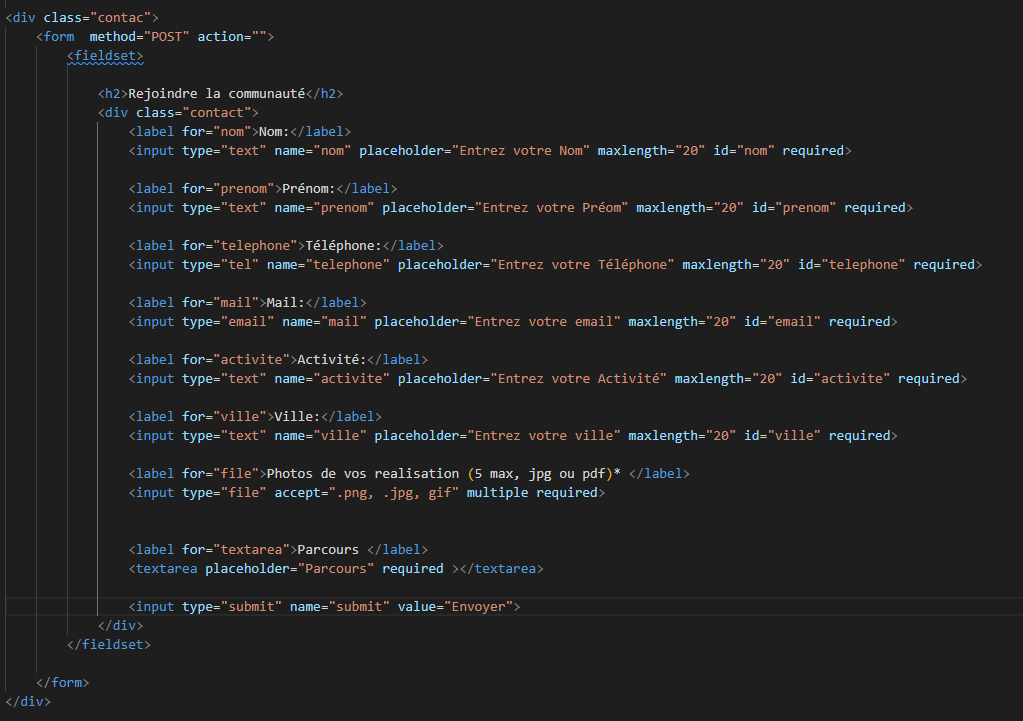 <div class="contac">
<form  method="POST" action="">
<fieldset>
<h2>Rejoindre la communauté</h2>
<div class="contact">
<label for="nom">Nom:</label>
<input type="text" name="nom" placeholder="Entrez votre Nom" maxlength="20" id="nom" required>
<label for="prenom">Prénom:</label>
<input type="text" name="prenom" placeholder="Entrez votre Préom" maxlength="20" id="prenom" required>
<label for="telephone">Téléphone:</label>
<input type="tel" name="telephone" placeholder="Entrez votre Téléphone" maxlength="20" id="telephone" required>
<label for="mail">Mail:</label>
<input type="email" name="mail" placeholder="Entrez votre email" maxlength="20" id="email" required>
<label for="activite">Activité:</label>
<input type="text" name="activite" placeholder="Entrez votre Activité" maxlength="20" id="activite" required>
<label for="ville">Ville:</label>
<input type="text" name="ville" placeholder="Entrez votre ville" maxlength="20" id="ville" required>
<label for="file">Photos de vos realisation (5 max, jpg ou pdf)* </label>
<input type="file" accept=".png, .jpg, gif" multiple required>
<label for="textarea">Parcours </label>
<textarea placeholder="Parcours" required ></textarea>
<input type="submit" name="submit" value="Envoyer">
</div>
</fieldset>
</form>
</div>